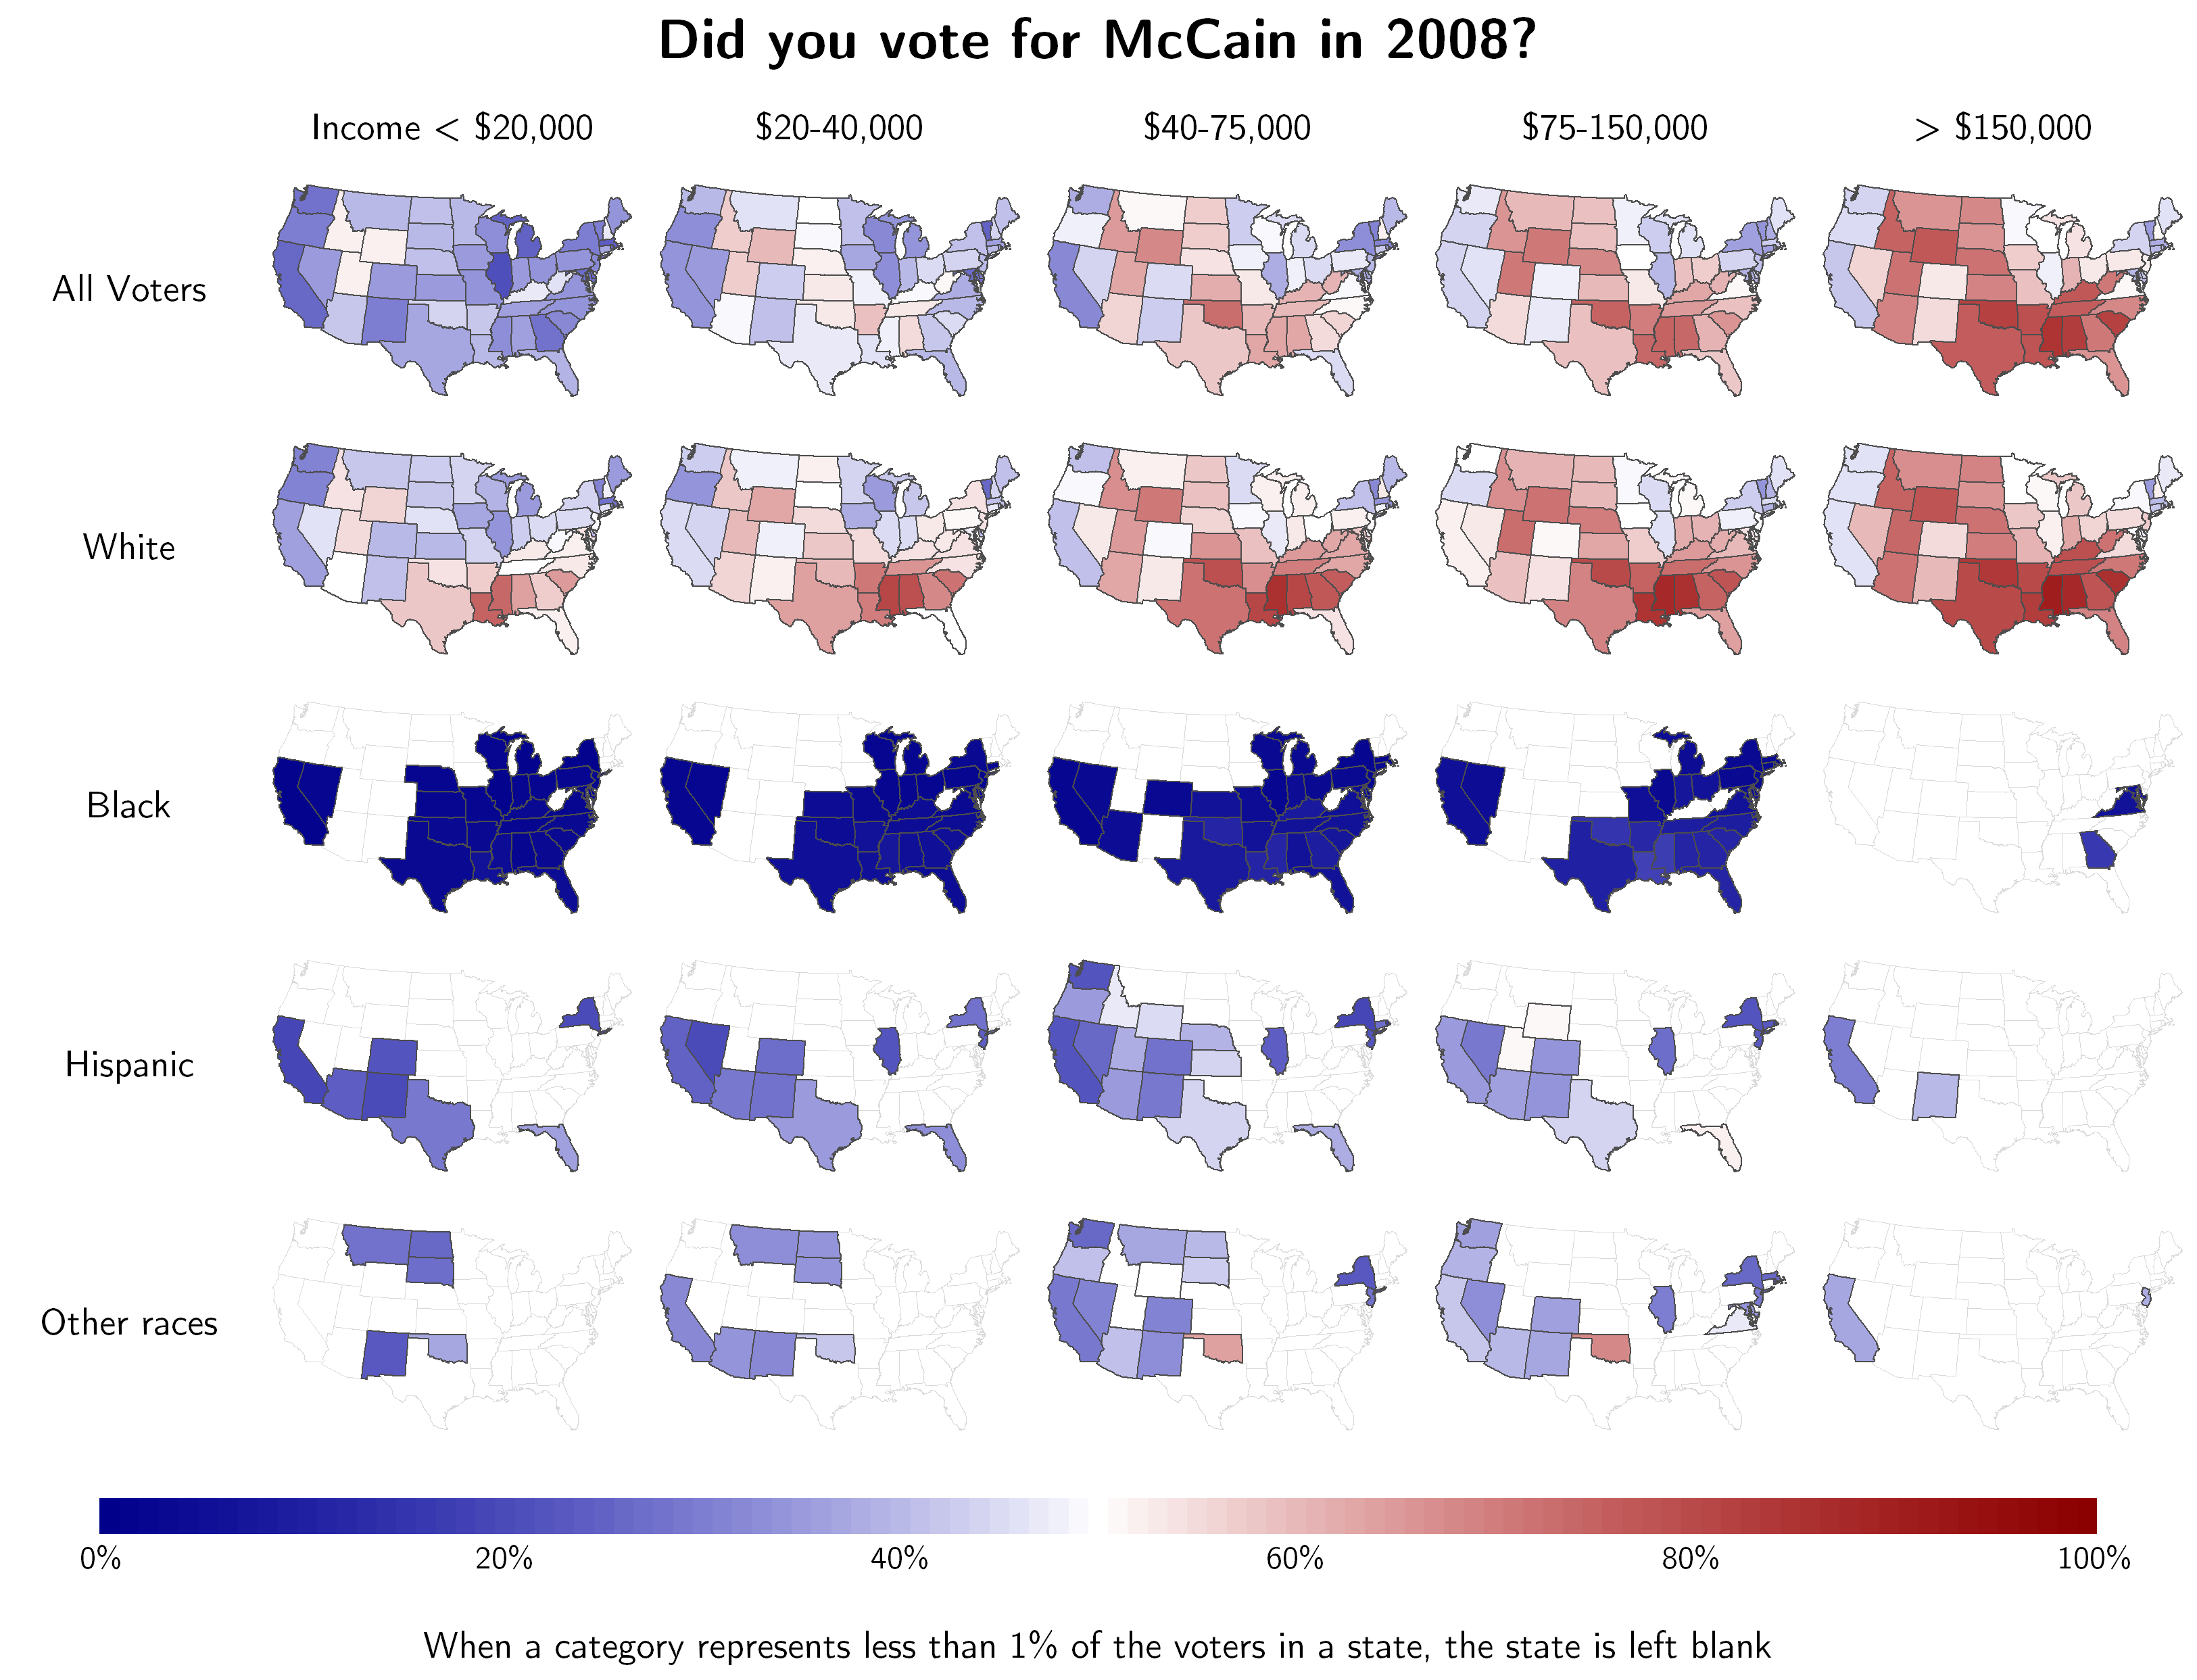 Did you vote for McCain in 2008?
Income < $20,000 $20-40,000 $40-75,000 $75-150,000 > $150,000
All Voters
White
Black
Hispanic
Other races
0% 20% 40% 60% 80% 100%
When a category represents less than 1% of the voters in a state, the state is left blank